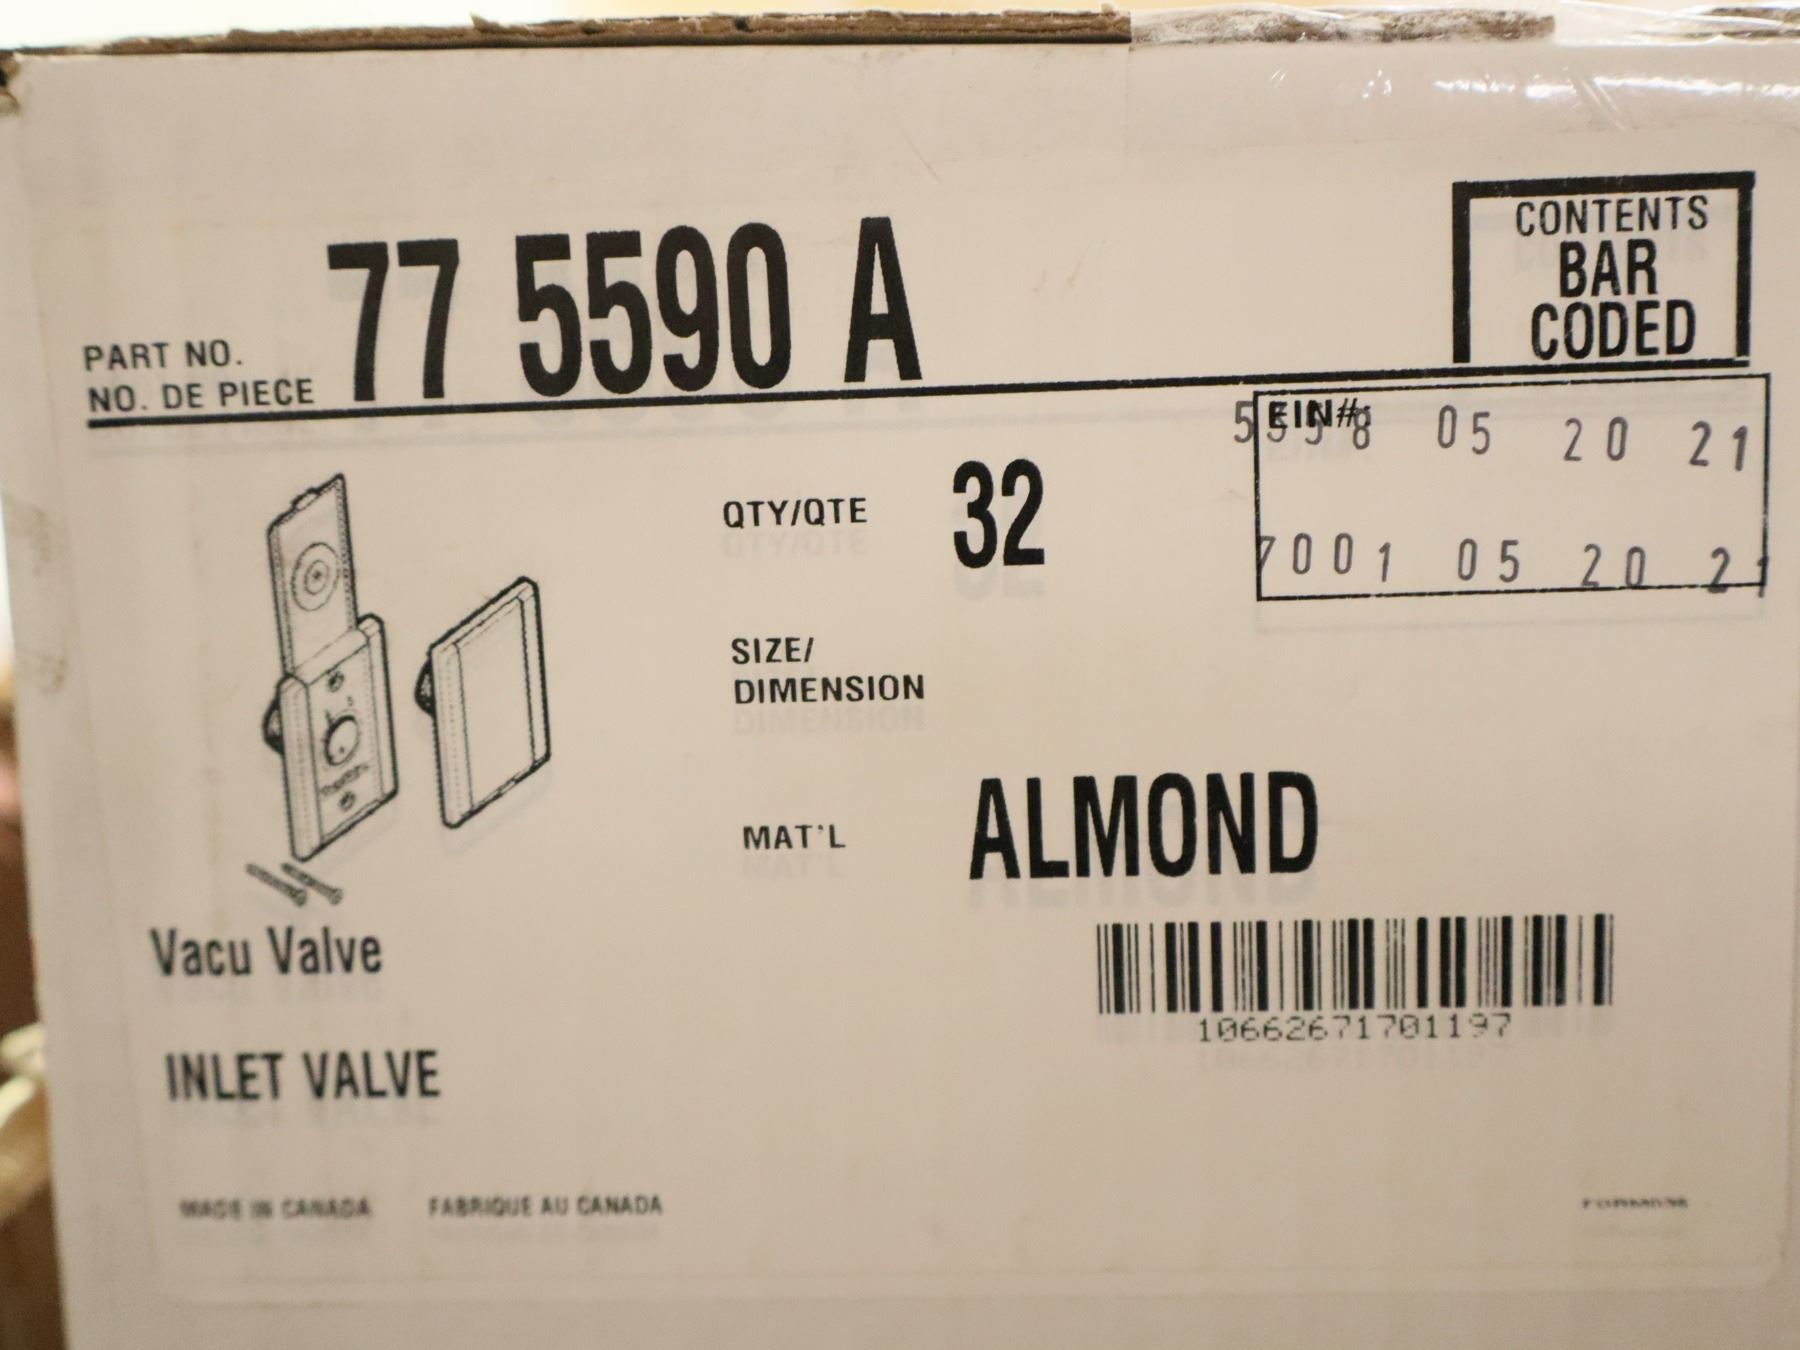 77 5590 A
PART NO.
NO. DE PIECE
CONTENTS
BAR
CODED
EIN#:
5598 05 20 21
7001 05 20 21
QTY/QTE 32
SIZE/
DIMENSION
MAT'L ALMOND
10662671701197
Vacu Valve
INLET VALVE
MADE IN CANADA FABRIQUE AU CANADA